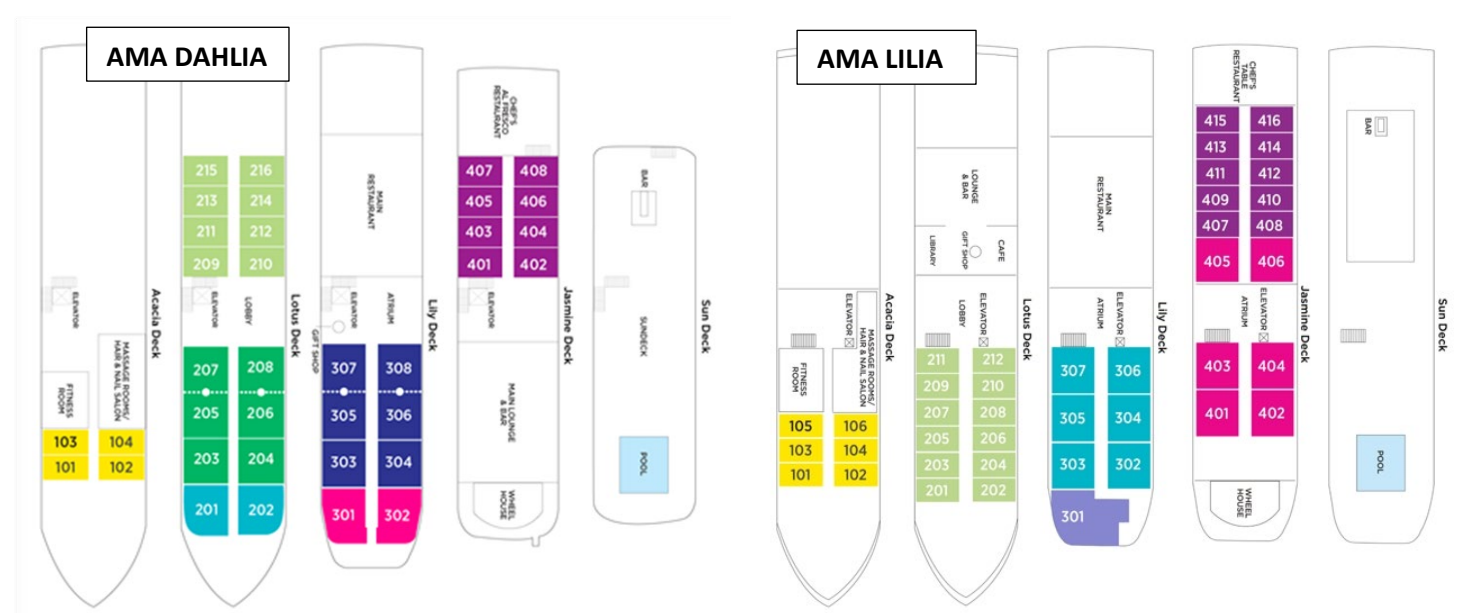 AMA DAHLIA
FITNESS
ROOM
MASSAGE ROOMS/
HAIR & NAIL SALON
ELEVATOR
103 104
101 102
Acacia Deck
215 216
213 214
211 212
209 210
ELEVATOR
LOBBY
207 208
205 206
203 204
201 202
Lotus Deck
MAIN
RESTAURANT
ELEVATOR
ATRIUM
GIFT SHOP
307 308
305 306
303 304
301 302
Lily Deck
CHEF'S
AL FRESCO
RESTAURANT
407 408
405 406
403 404
401 402
ELEVATOR
MAIN LOUNGE
& BAR
WHEEL
HOUSE
Jasmine Deck
BAR
SUNDECK
POOL
Sun Deck
AMA LILIA
ELEVATOR
FITNESS
ROOM
MASSAGE ROOMS/
HAIR & NAIL SALON
105 106
103 104
101 102
Acacia Deck
LOUNGE
& BAR
LIBRARY
GIFT SHOP
CAFE
LOBBY
ELEVATOR
211 212
209 210
207 208
205 206
203 204
201 202
Lotus Deck
MAIN
RESTAURANT
ATRIUM
ELEVATOR
307 306
305 304
303 302
301
Lily Deck
CHEF'S
TABLE
RESTAURANT
415 416
413 414
411 412
409 410
407 408
405 406
ATRIUM
ELEVATOR
403 404
401 402
WHEEL
HOUSE
Jasmine Deck
BAR
POOL
Sun Deck